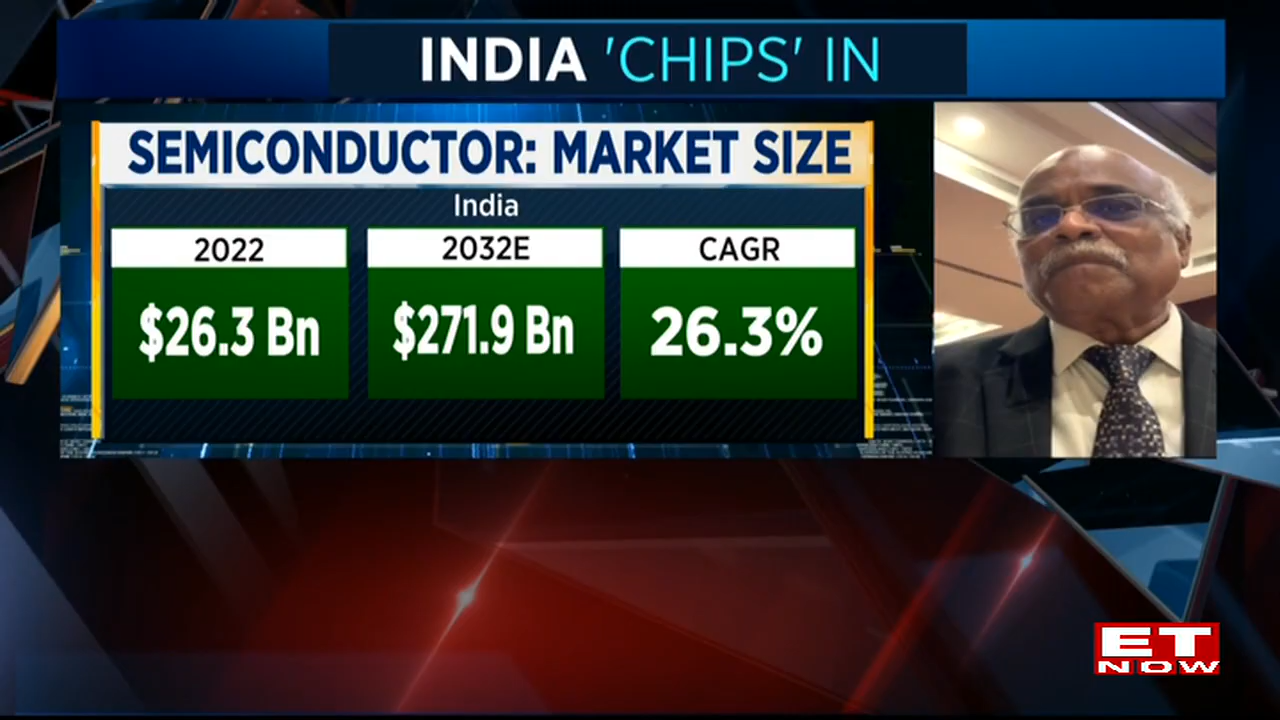 INDIA 'CHIPS' IN
SEMICONDUCTOR: MARKET SIZE
India
2022
2032E
CAGR
$26.3 Bn
$271.9 Bn
26.3%
ET
NOW